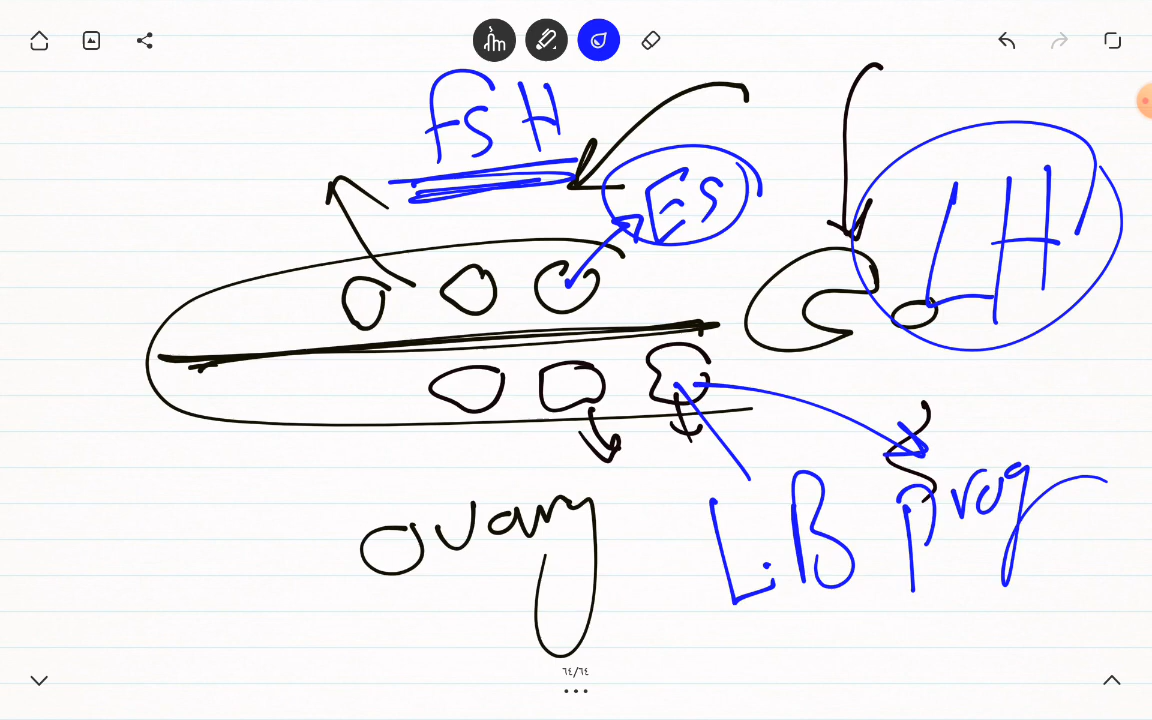 FSH
Es
LH
L.B prog
ovary
٦٤/٦٤